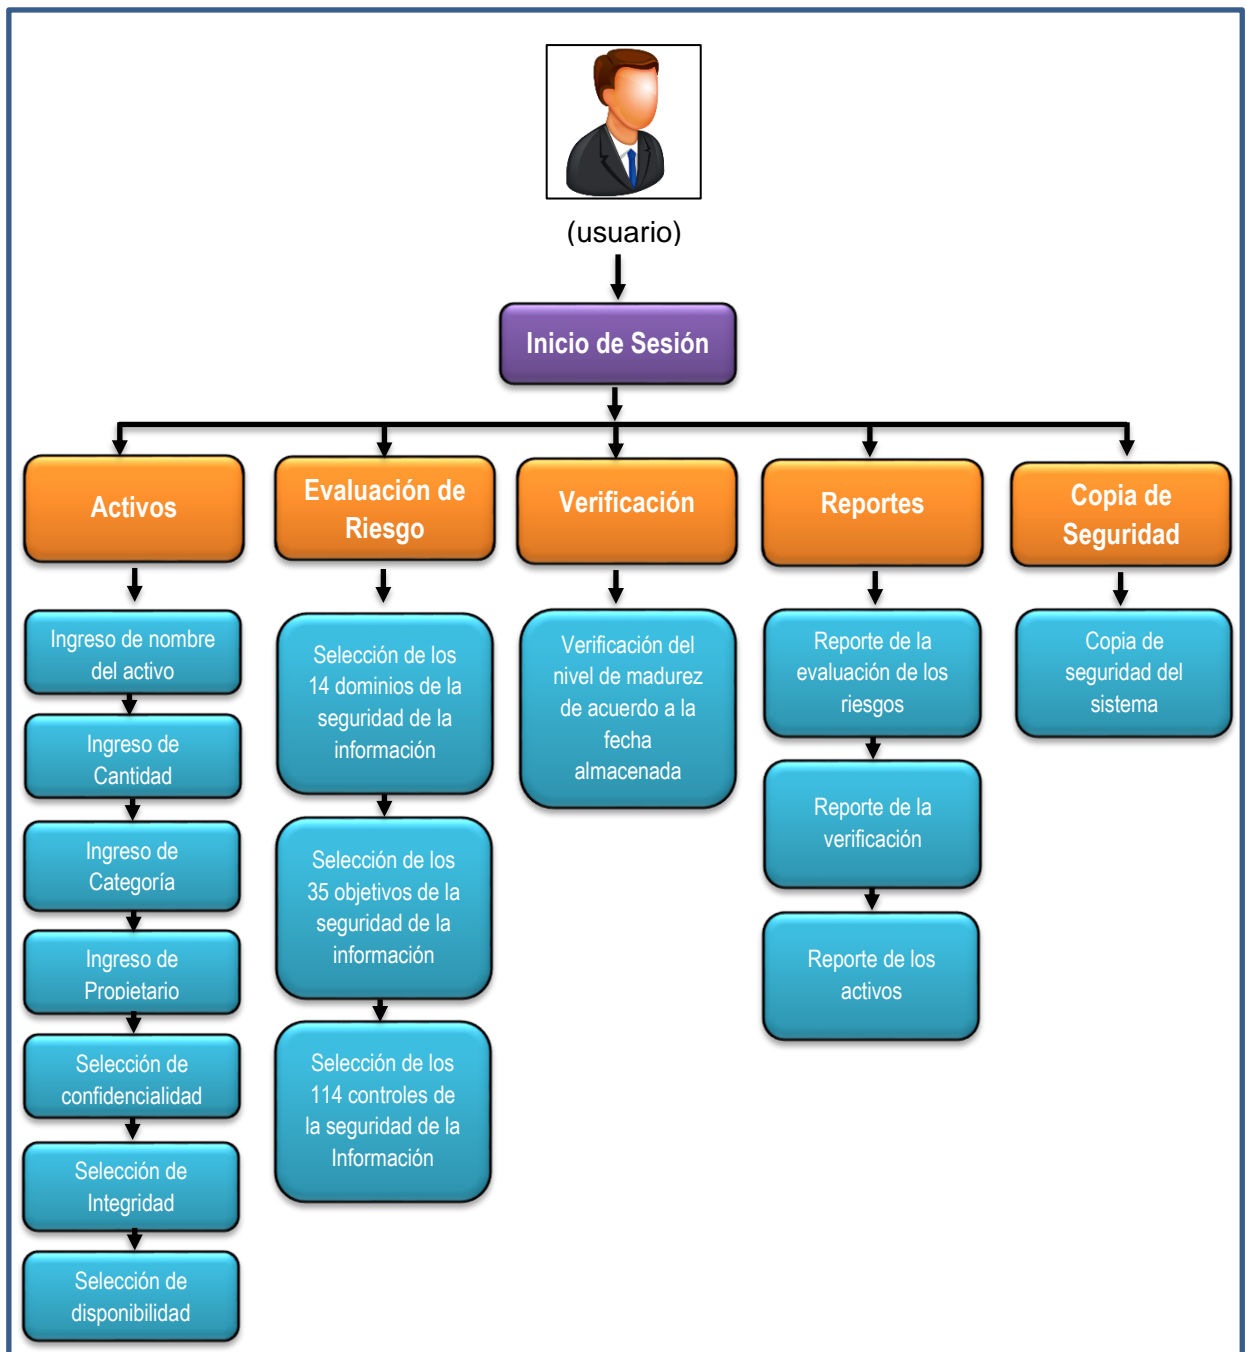 (usuario)
Inicio de Sesión
Activos
Ingreso de nombre
del activo
Ingreso de
Cantidad
Ingreso de
Categoría
Ingreso de
Propietario
Selección de
confidencialidad
Selección de
Integridad
Selección de
disponibilidad
Evaluación de
Riesgo
Selección de los
14 dominios de la
seguridad de la
información
Selección de los
35 objetivos de la
seguridad de la
información
Selección de los
114 controles de
la seguridad de la
Información
Verificación
Verificación del
nivel de madurez
de acuerdo a la
fecha
almacenada
Reportes
Reporte de la
evaluación de los
riesgos
Reporte de la
verificación
Reporte de los
activos
Copia de
Seguridad
Copia de
seguridad del
sistema